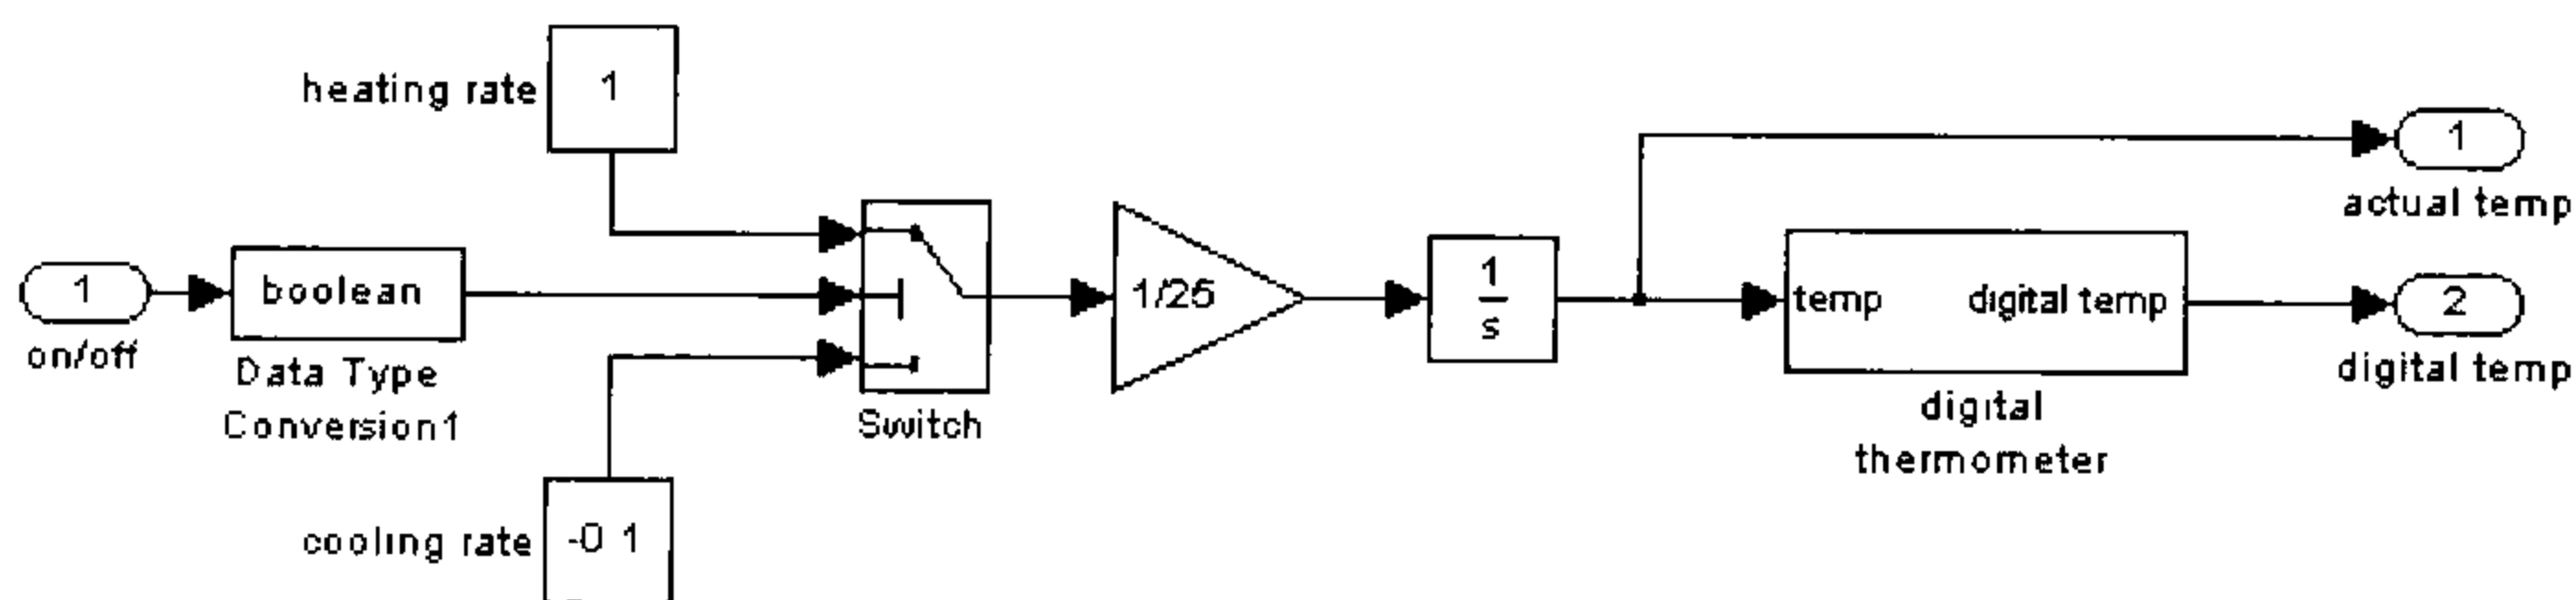 heating rate
1
1
on/off
boolean
Data Type
Conversion1
cooling rate
-0 1
Switch
1/25
1
s
temp
digital temp
digital
thermometer
1
actual temp
2
digital temp